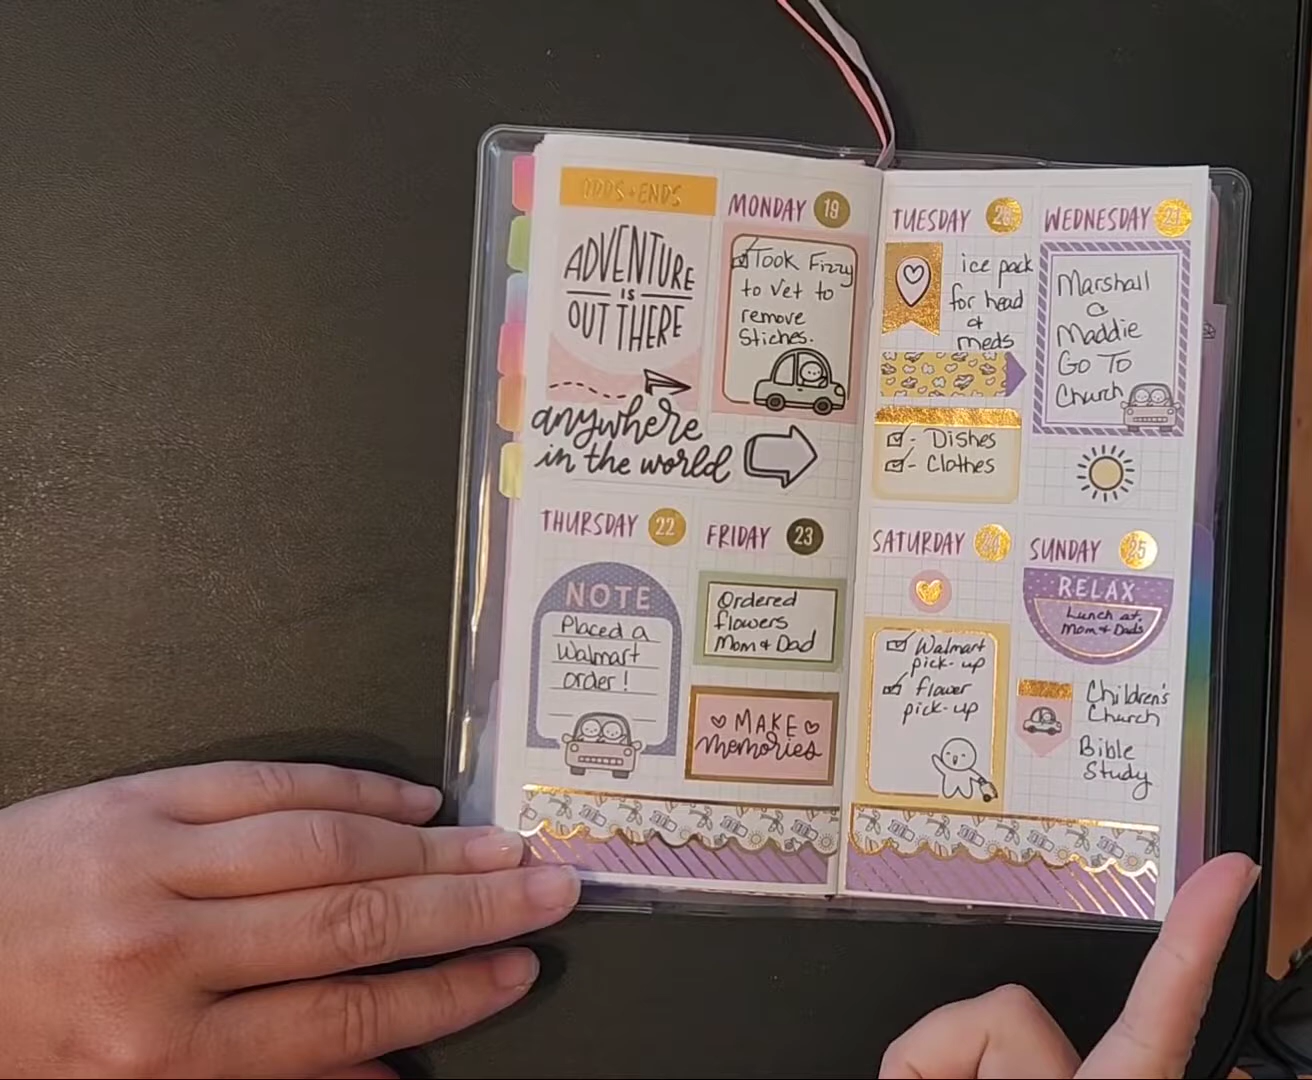 ODDS + ENDS
ADVENTURE
IS
OUT THERE
anywhere
in the world
MONDAY 19
Took Fizzy
to vet to
remove
Stiches.
TUESDAY 20
ice pack
for head
+
meds
- Dishes
- Clothes
WEDNESDAY 21
Marshall
&
Maddie
Go To
Church
THURSDAY 22
NOTE
Placed a
Walmart
order!
FRIDAY 23
Ordered
flowers
Mom + Dad
MAKE
memories
SATURDAY 24
Walmart
pick-up
flower
pick-up
SUNDAY 25
RELAX
Lunch at
Mom + Dads
Children's
Church
Bible
Study